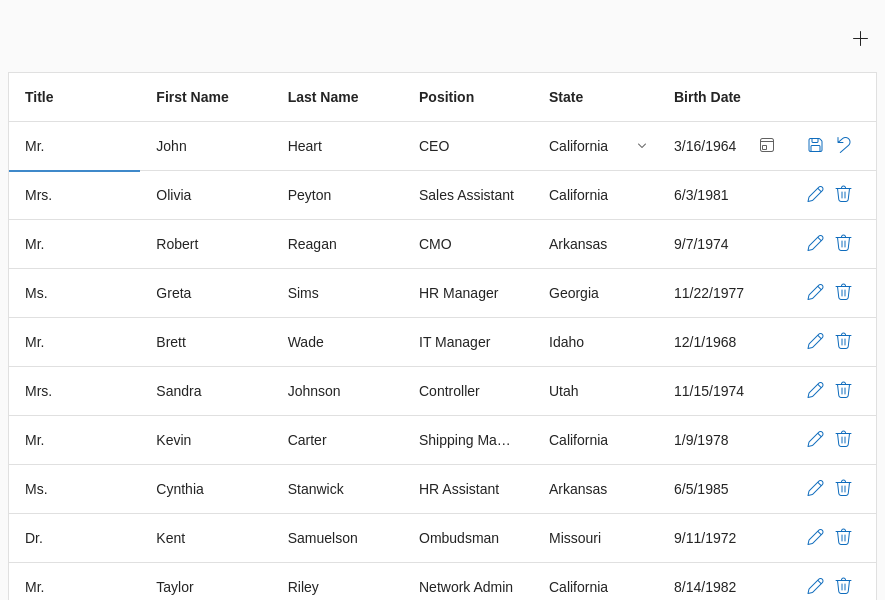 Title First Name Last Name Position State Birth Date
Mr. John Heart CEO California 3/16/1964
Mrs. Olivia Peyton Sales Assistant California 6/3/1981
Mr. Robert Reagan CMO Arkansas 9/7/1974
Ms. Greta Sims HR Manager Georgia 11/22/1977
Mr. Brett Wade IT Manager Idaho 12/1/1968
Mrs. Sandra Johnson Controller Utah 11/15/1974
Mr. Kevin Carter Shipping Ma... California 1/9/1978
Ms. Cynthia Stanwick HR Assistant Arkansas 6/5/1985
Dr. Kent Samuelson Ombudsman Missouri 9/11/1972
Mr. Taylor Riley Network Admin California 8/14/1982